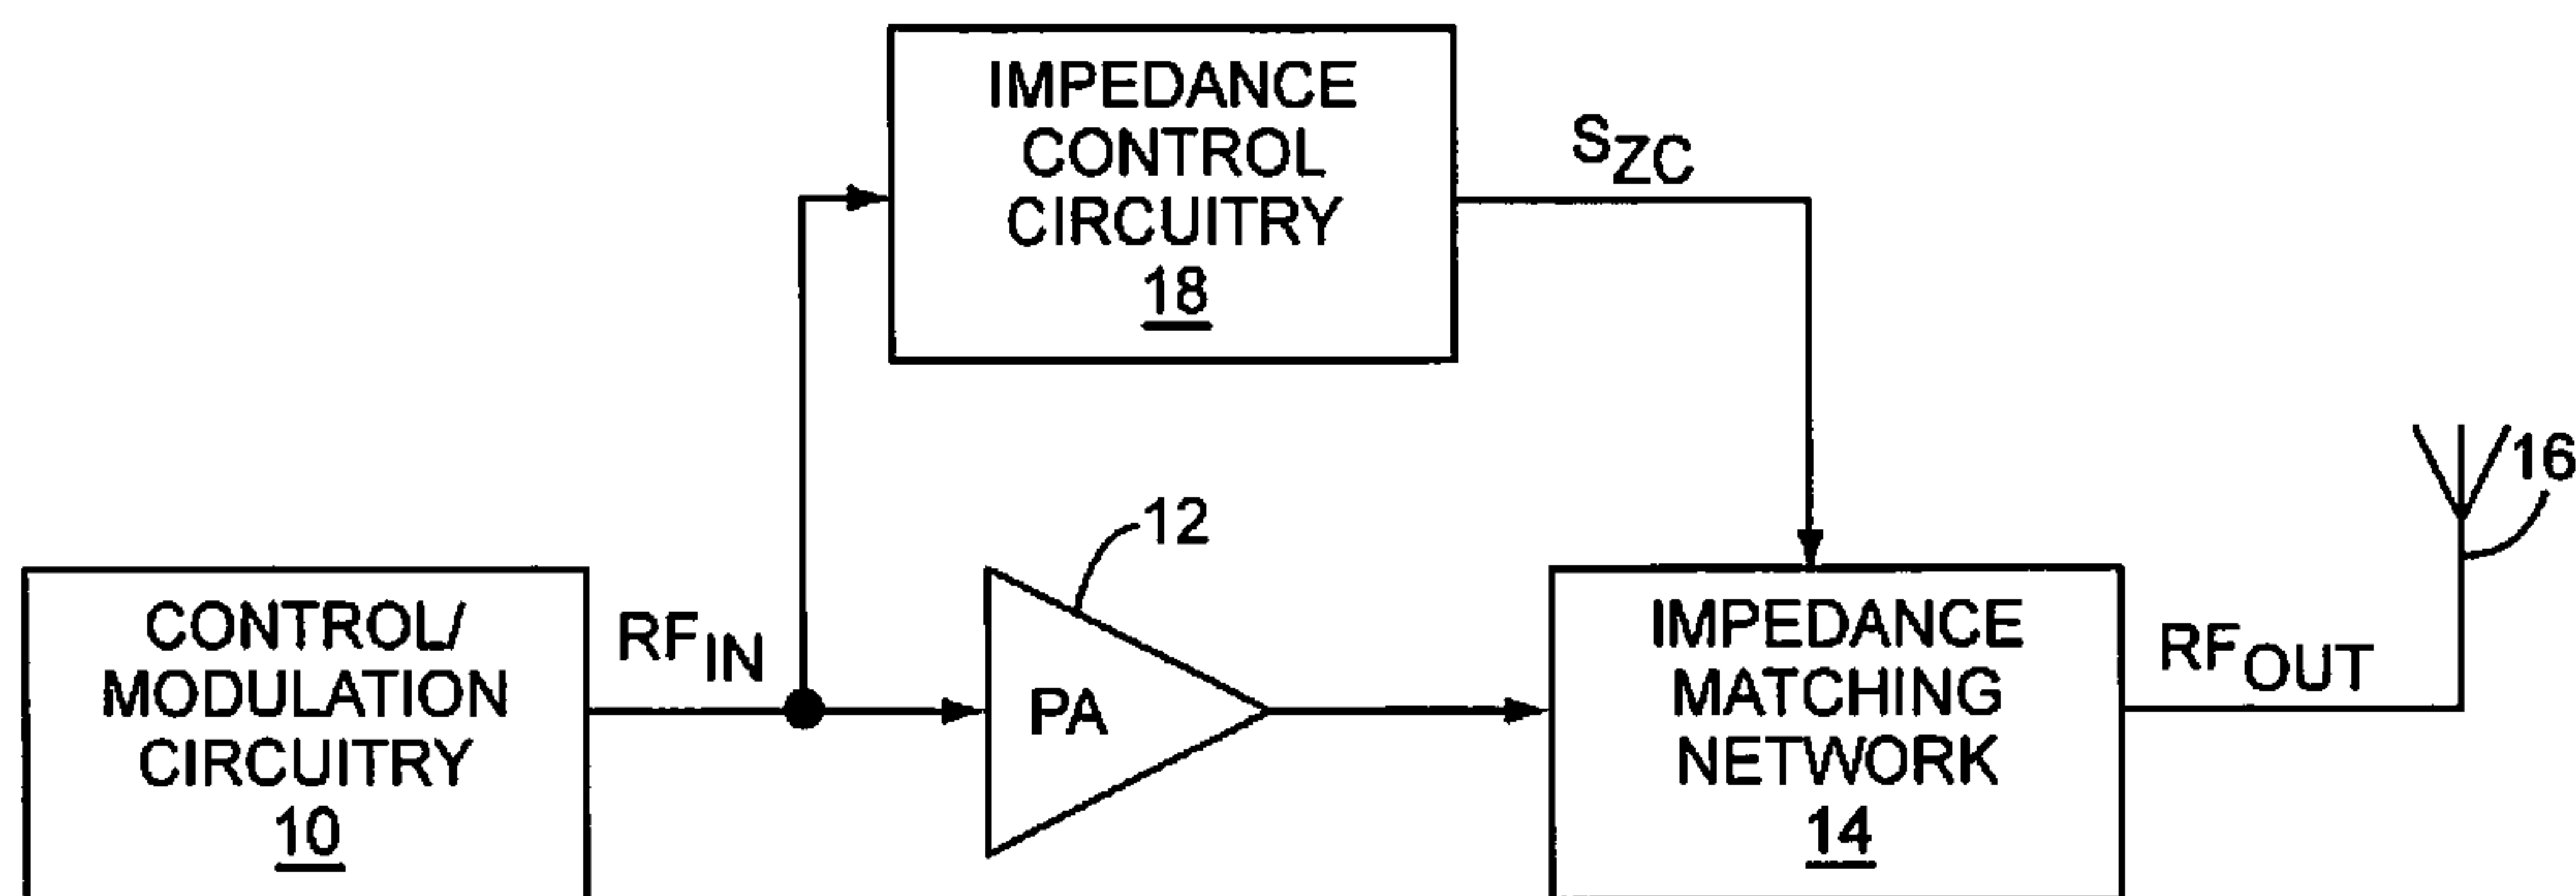 IMPEDANCE
CONTROL
CIRCUITRY
18
SZC
16
12
CONTROL/
MODULATION
CIRCUITRY
10
RFIN
PA
IMPEDANCE
MATCHING
NETWORK
14
RFOUT